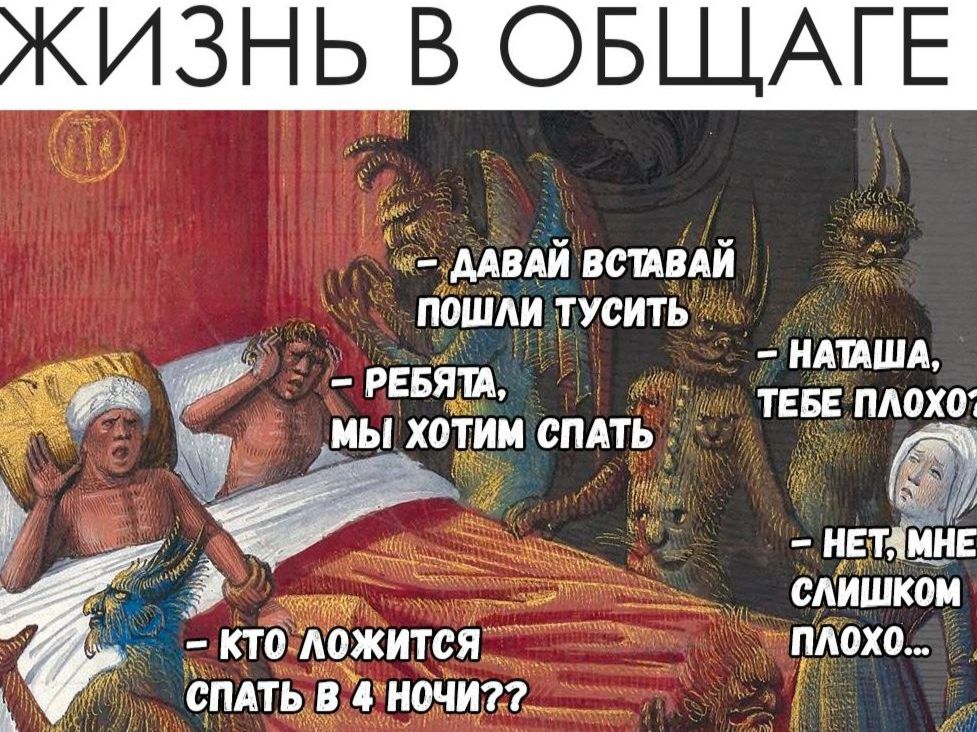 ЖИЗНЬ В ОБЩАГЕ
- ДАВАЙ ВСТАВАЙ
ПОШЛИ ТУСИТЬ
- РЕБЯТА,
МЫ ХОТИМ СПАТЬ
- НАТАША,
ТЕБЕ ПЛОХО?
- НЕТ, МНЕ
СЛИШКОМ
ПЛОХО...
- КТО ЛОЖИТСЯ
СПАТЬ В 4 НОЧИ??